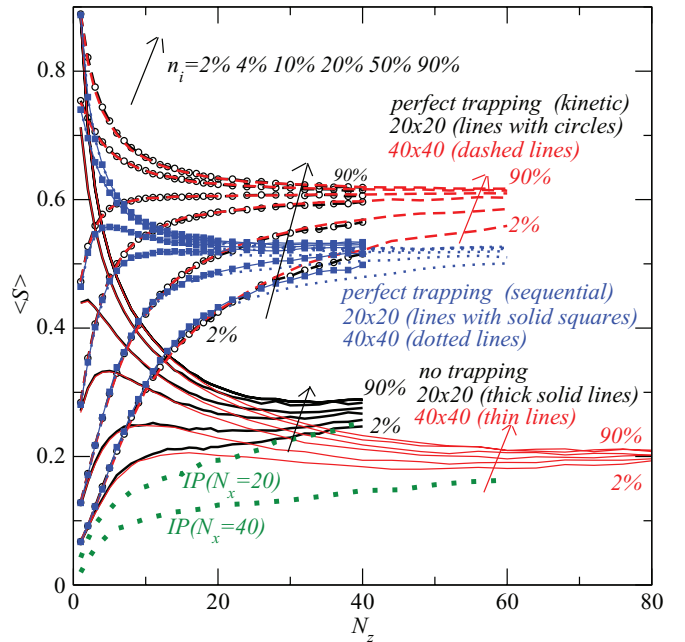 0.8
0.6
0.4
0.2
0
<S>
n_i=2% 4% 10% 20% 50% 90%
perfect trapping (kinetic)
20x20 (lines with circles)
40x40 (dashed lines)
90%
90%
2%
2%
perfect trapping (sequential)
20x20 (lines with solid squares)
40x40 (dotted lines)
no trapping
20x20 (thick solid lines)
40x40 (thin lines)
90%
2%
90%
2%
IP(N_x=20)
IP(N_x=40)
0 20 40 60 80
N_z